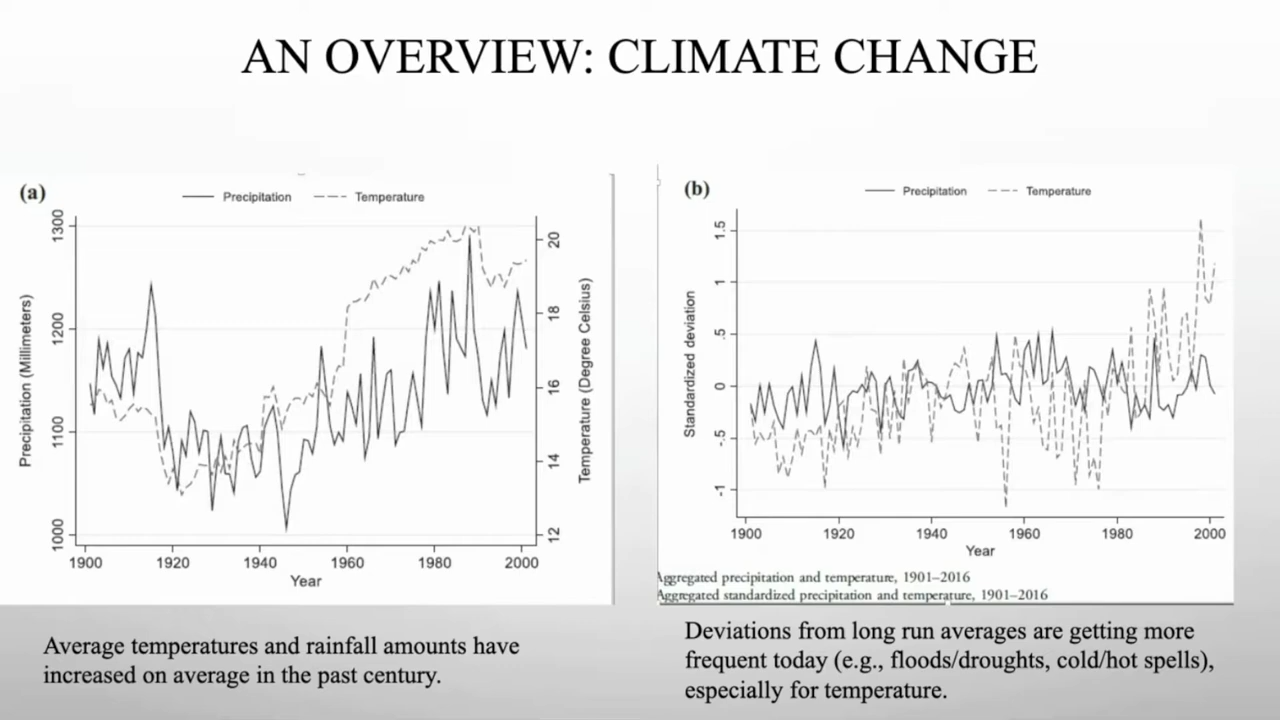 AN OVERVIEW: CLIMATE CHANGE
(a)
Precipitation
Temperature
Precipitation (Millimeters)
1300
1200
1100
1000
Temperature (Degree Celsius)
20
18
16
14
12
1900 1920 1940 1960 1980 2000
Year
(b)
Precipitation
Temperature
Standardized deviation
1.5
1
.5
0
-.5
-1
1900 1920 1940 1960 1980 2000
Year
Aggregated precipitation and temperature, 1901–2016
Aggregated standardized precipitation and temperature, 1901–2016
Average temperatures and rainfall amounts have
increased on average in the past century.
Deviations from long run averages are getting more
frequent today (e.g., floods/droughts, cold/hot spells),
especially for temperature.